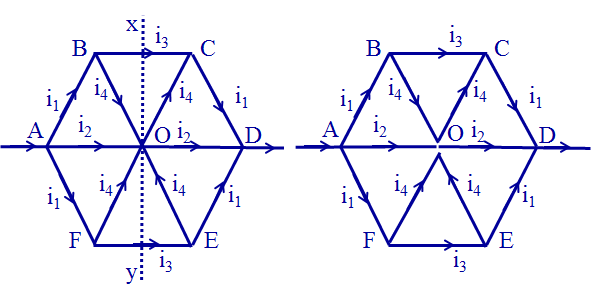 x
B i₃ C
i₁ i₄ i₄ i₁
A i₂ O i₂ D
i₁ i₄ i₄ i₁
F E
i₃
y
i₃
B C
i₁ i₄ i₄ i₁
A i₂ O i₂ D
i₁ i₄ i₄ i₁
F E
i₃